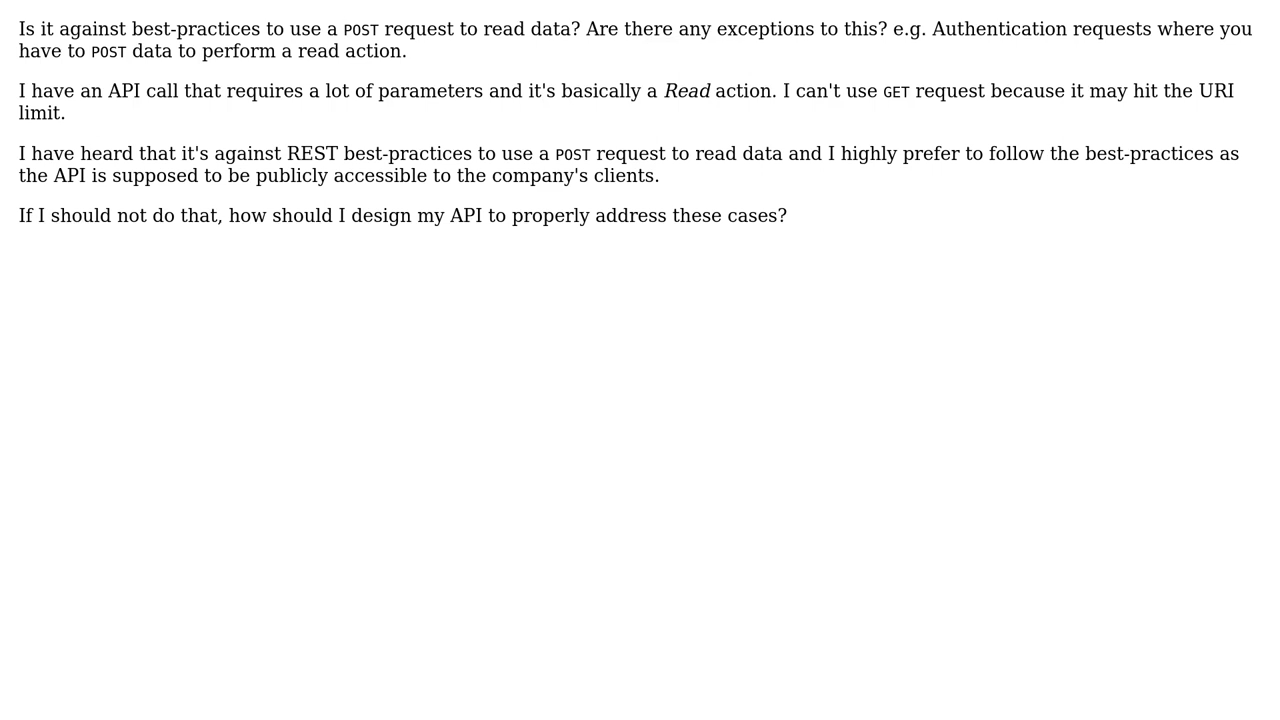 Is it against best-practices to use a POST request to read data? Are there any exceptions to this? e.g. Authentication requests where you
have to POST data to perform a read action.
I have an API call that requires a lot of parameters and it's basically a Read action. I can't use GET request because it may hit the URI
limit.
I have heard that it's against REST best-practices to use a POST request to read data and I highly prefer to follow the best-practices as
the API is supposed to be publicly accessible to the company's clients.
If I should not do that, how should I design my API to properly address these cases?